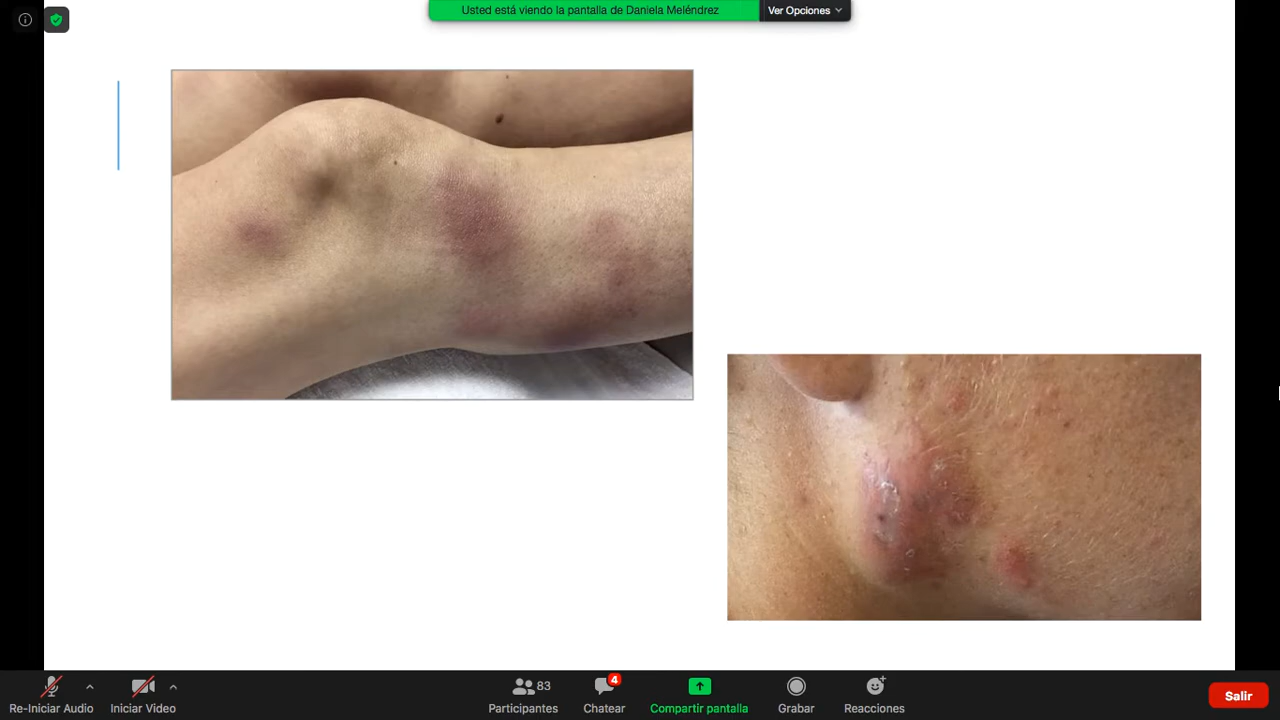 Usted está viendo la pantalla de Daniela Meléndrez
Ver Opciones
Re-Iniciar Audio
Iniciar Video
83
Participantes
4
Chatear
Compartir pantalla
Grabar
Reacciones
Salir